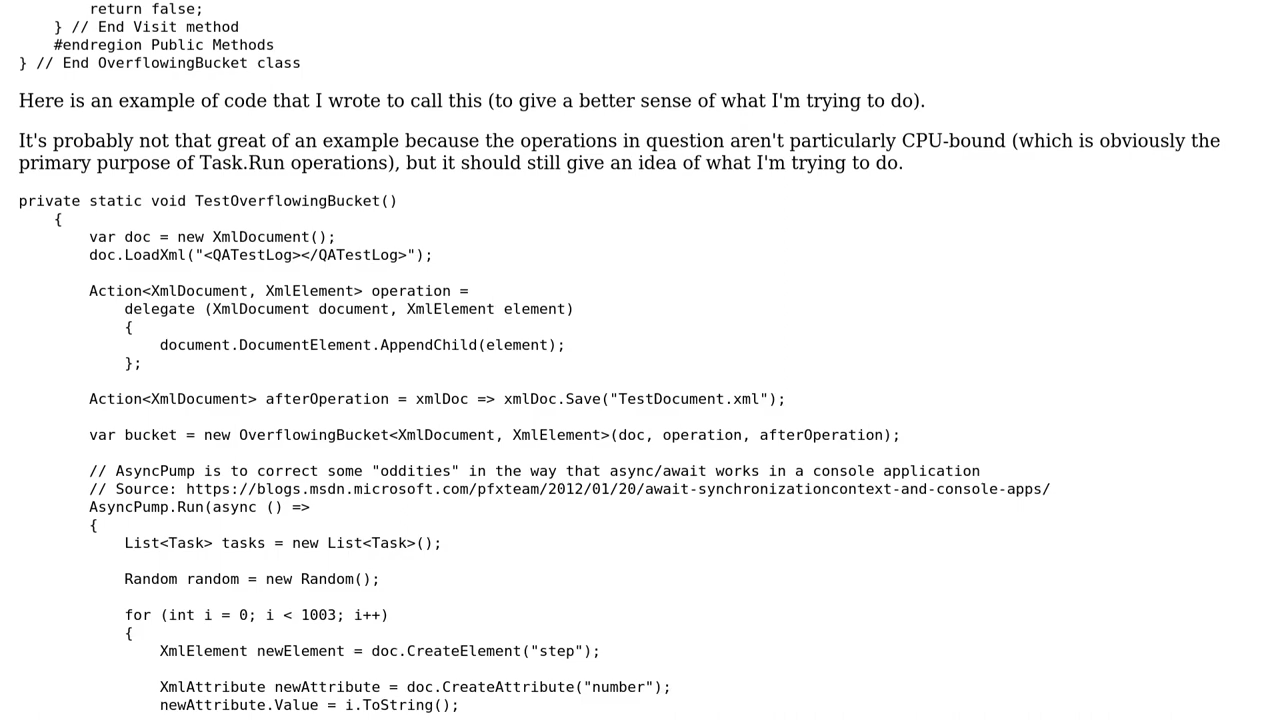 return false;
    } // End Visit method
    #endregion Public Methods
} // End OverflowingBucket class
Here is an example of code that I wrote to call this (to give a better sense of what I'm trying to do).
It's probably not that great of an example because the operations in question aren't particularly CPU-bound (which is obviously the
primary purpose of Task.Run operations), but it should still give an idea of what I'm trying to do.
private static void TestOverflowingBucket()
    {
        var doc = new XmlDocument();
        doc.LoadXml("<QATestLog></QATestLog>");
        Action<XmlDocument, XmlElement> operation =
            delegate (XmlDocument document, XmlElement element)
            {
                document.DocumentElement.AppendChild(element);
            };
        Action<XmlDocument> afterOperation = xmlDoc => xmlDoc.Save("TestDocument.xml");
        var bucket = new OverflowingBucket<XmlDocument, XmlElement>(doc, operation, afterOperation);
        // AsyncPump is to correct some "oddities" in the way that async/await works in a console application
        // Source: https://blogs.msdn.microsoft.com/pfxteam/2012/01/20/await-synchronizationcontext-and-console-apps/
        AsyncPump.Run(async () =>
        {
            List<Task> tasks = new List<Task>();
            Random random = new Random();
            for (int i = 0; i < 1003; i++)
            {
                XmlElement newElement = doc.CreateElement("step");
                XmlAttribute newAttribute = doc.CreateAttribute("number");
                newAttribute.Value = i.ToString();